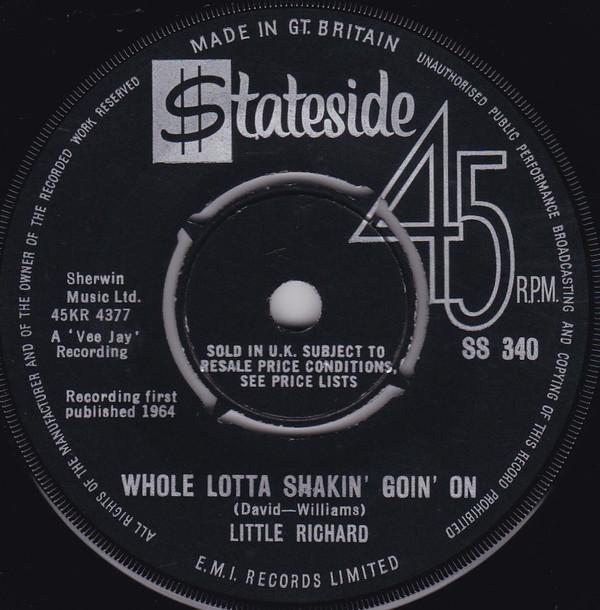 MADE IN GT. BRITAIN
UNAUTHORISED PUBLIC PERFORMANCE BROADCASTING AND COPYING OF THIS RECORD PROHIBITED
ALL RIGHTS OF THE MANUFACTURER AND OF THE OWNER OF THE RECORDED WORK RESERVED
$tateside
45
R.P.M.
Sherwin
Music Ltd.
45KR 4377
A 'Vee Jay'
Recording
SS 340
SOLD IN U.K. SUBJECT TO
RESALE PRICE CONDITIONS,
SEE PRICE LISTS
Recording first
published 1964
WHOLE LOTTA SHAKIN' GOIN' ON
(David—Williams)
LITTLE RICHARD
E.M.I. RECORDS LIMITED